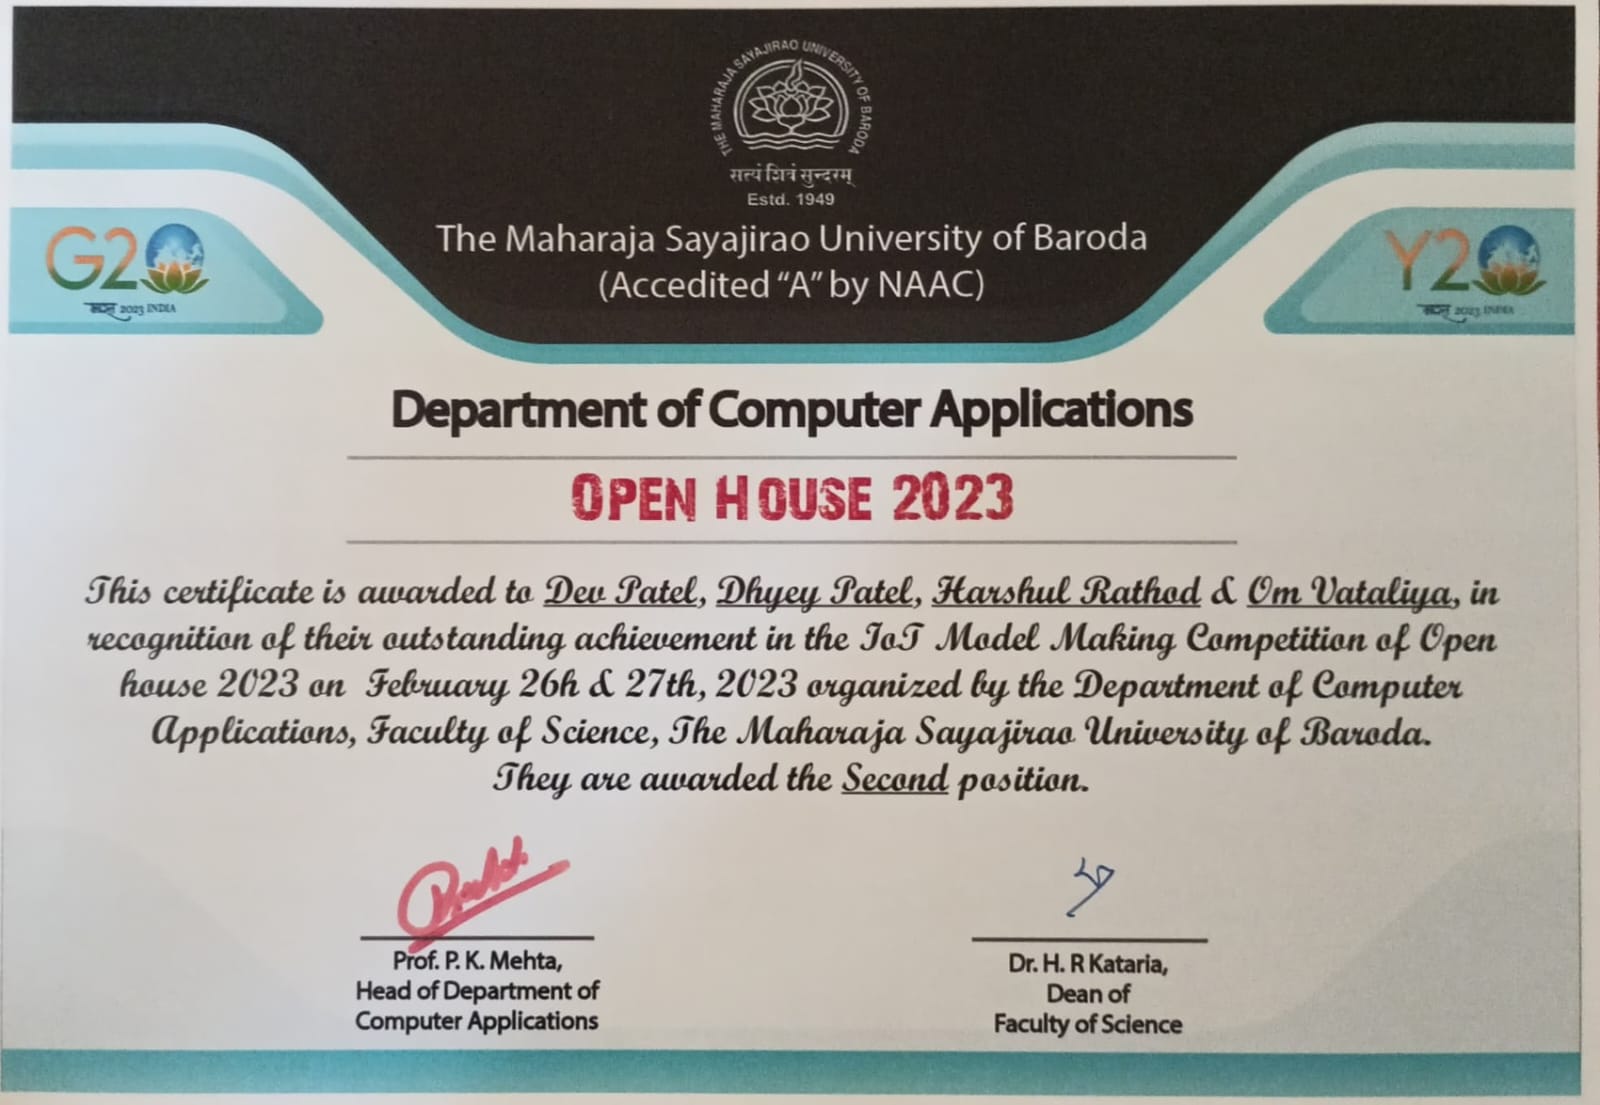 THE MAHARAJA SAYAJIRAO UNIVERSITY OF BARODA
सत्यं शिवं सुन्दरम्
Estd. 1949
The Maharaja Sayajirao University of Baroda
(Accedited “A” by NAAC)
G20
2023 INDIA
Y20
2023 INDIA
Department of Computer Applications
OPEN HOUSE 2023
This certificate is awarded to Dev Patel, Dhyey Patel, Harshul Rathod & Om Vataliya, in
recognition of their outstanding achievement in the IoT Model Making Competition of Open
house 2023 on February 26h & 27th, 2023 organized by the Department of Computer
Applications, Faculty of Science, The Maharaja Sayajirao University of Baroda.
They are awarded the Second position.
Prof. P. K. Mehta,
Head of Department of
Computer Applications
Dr. H. R Kataria,
Dean of
Faculty of Science